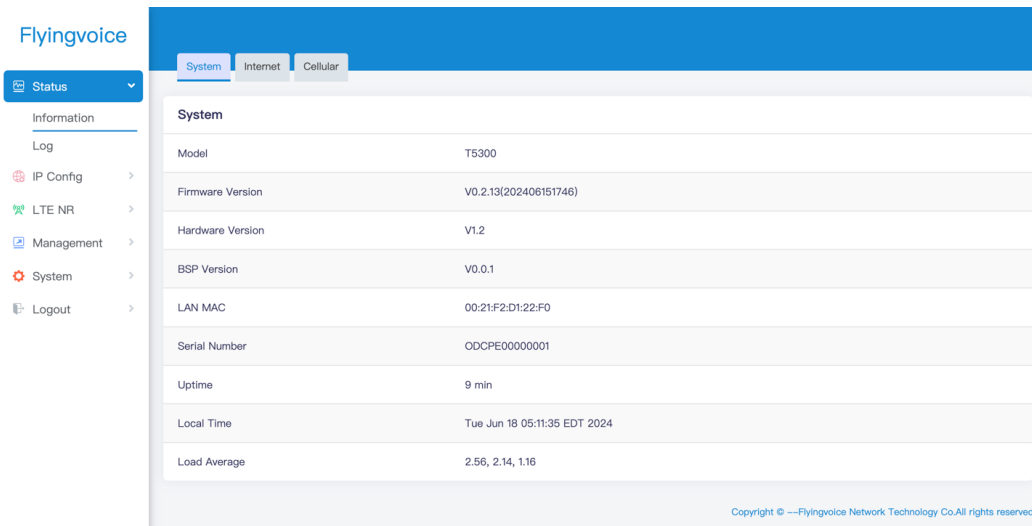 Flyingvoice
Status
Information
Log
IP Config
LTE NR
Management
System
Logout
System Internet Cellular
System
Model T5300
Firmware Version V0.2.13(202406151746)
Hardware Version V1.2
BSP Version V0.0.1
LAN MAC 00:21:F2:D1:22:F0
Serial Number ODCPE00000001
Uptime 9 min
Local Time Tue Jun 18 05:11:35 EDT 2024
Load Average 2.56, 2.14, 1.16
Copyright © --Flyingvoice Network Technology Co.All rights reserved